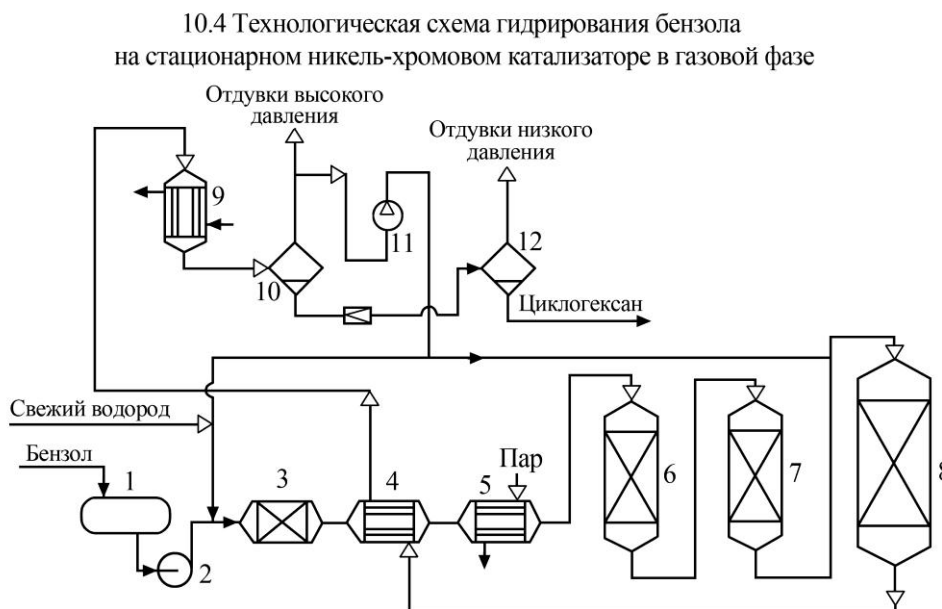 10.4 Технологическая схема гидрирования бензола
на стационарном никель-хромовом катализаторе в газовой фазе
Отдувки высокого
давления
Отдувки низкого
давления
9
11
12
10
Циклогексан
Свежий водород
Бензол
1
2
3
4
5
Пар
6
7
8